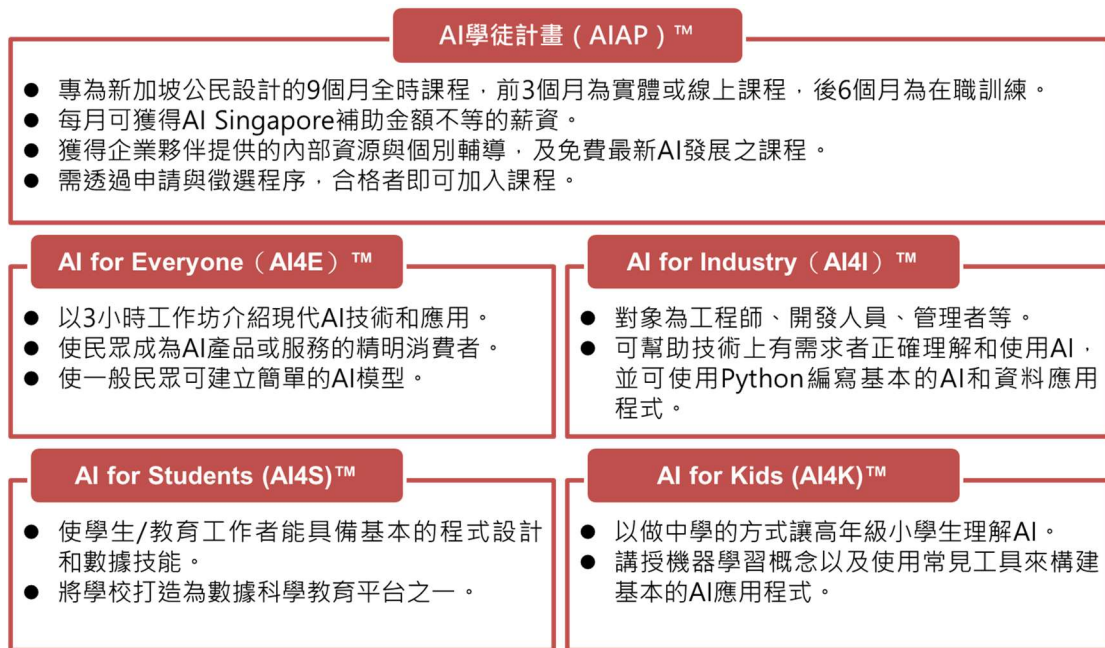 AI學徒計畫（AIAP）™
● 專為新加坡公民設計的9個月全時課程，前3個月為實體或線上課程，後6個月為在職訓練。
● 每月可獲得AI Singapore補助金額不等的薪資。
● 獲得企業夥伴提供的內部資源與個別輔導，及免費最新AI發展之課程。
● 需透過申請與徵選程序，合格者即可加入課程。
AI for Everyone（AI4E）™
● 以3小時工作坊介紹現代AI技術和應用。
● 使民眾成為AI產品或服務的精明消費者。
● 使一般民眾可建立簡單的AI模型。
AI for Industry（AI4I）™
● 對象為工程師、開發人員、管理者等。
● 可幫助技術上有需求者正確理解和使用AI，
並可使用Python編寫基本的AI和資料應用
程式。
AI for Students (AI4S)™
● 使學生/教育工作者能具備基本的程式設計
和數據技能。
● 將學校打造為數據科學教育平台之一。
AI for Kids (AI4K)™
● 以做中學的方式讓高年級小學生理解AI。
● 講授機器學習概念以及使用常見工具來構建
基本的AI應用程式。